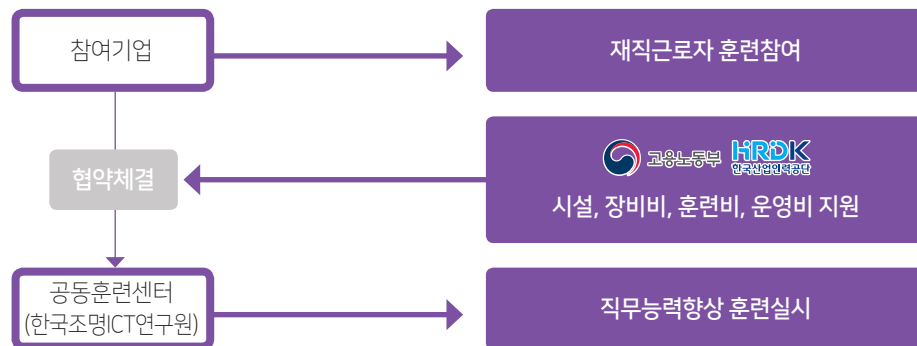 참여기업
재직근로자 훈련참여
협약체결
고용노동부 HRDK 한국산업인력공단
시설, 장비비, 훈련비, 운영비 지원
공동훈련센터
(한국조명ICT연구원)
직무능력향상 훈련실시